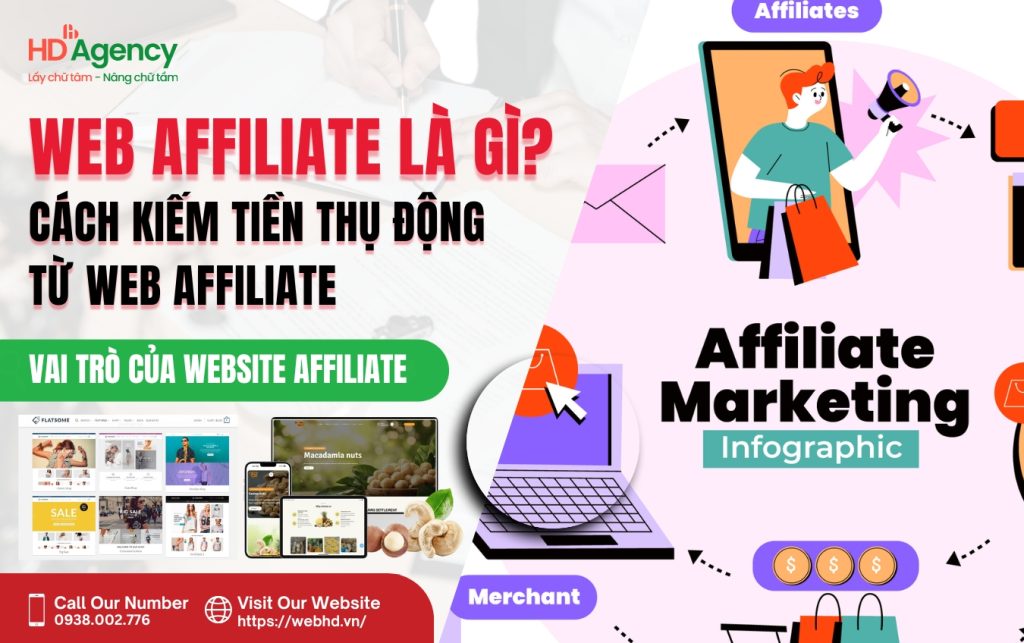 HD Agency
Lấy chữ tâm - Nâng chữ tầm
WEB AFFILIATE LÀ GÌ?
CÁCH KIẾM TIỀN THỤ ĐỘNG
TỪ WEB AFFILIATE
VAI TRÒ CỦA WEBSITE AFFILIATE
FLATSOME
SALE
Macadamia nuts
Call Our Number
0938.002.776
Visit Our Website
https://webhd.vn/
Affiliates
Affiliate
Marketing
Infographic
Merchant
$ $ $